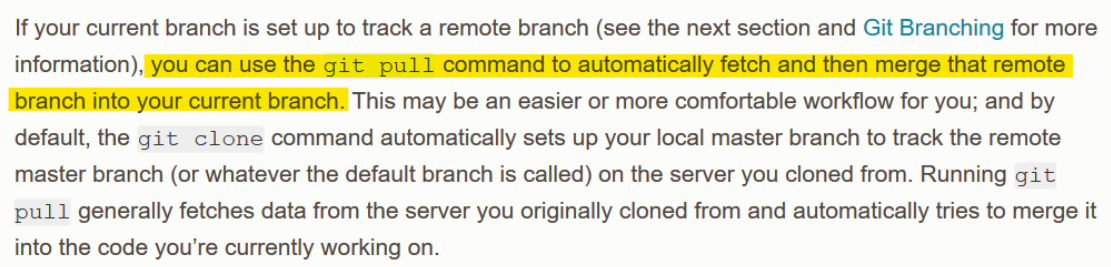 If your current branch is set up to track a remote branch (see the next section and Git Branching for more
information), you can use the git pull command to automatically fetch and then merge that remote
branch into your current branch. This may be an easier or more comfortable workflow for you; and by
default, the git clone command automatically sets up your local master branch to track the remote
master branch (or whatever the default branch is called) on the server you cloned from. Running git
pull generally fetches data from the server you originally cloned from and automatically tries to merge it
into the code you’re currently working on.